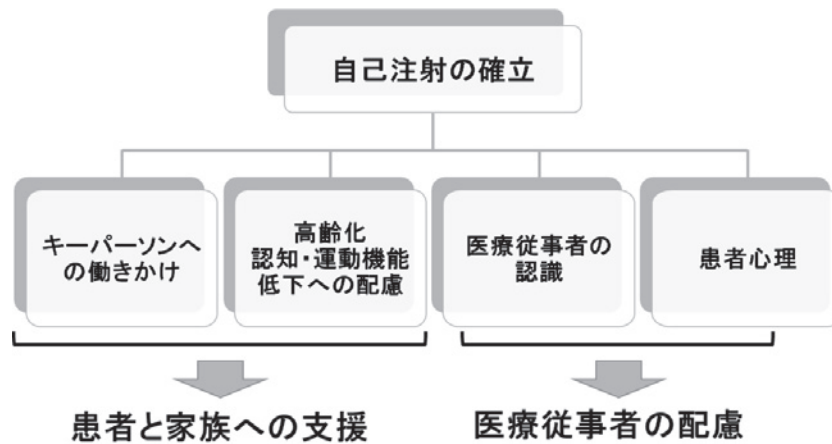 自己注射の確立
キーパーソンへ
の働きかけ
高齢化
認知・運動機能
低下への配慮
医療従事者の
認識
患者心理
患者と家族への支援
医療従事者の配慮